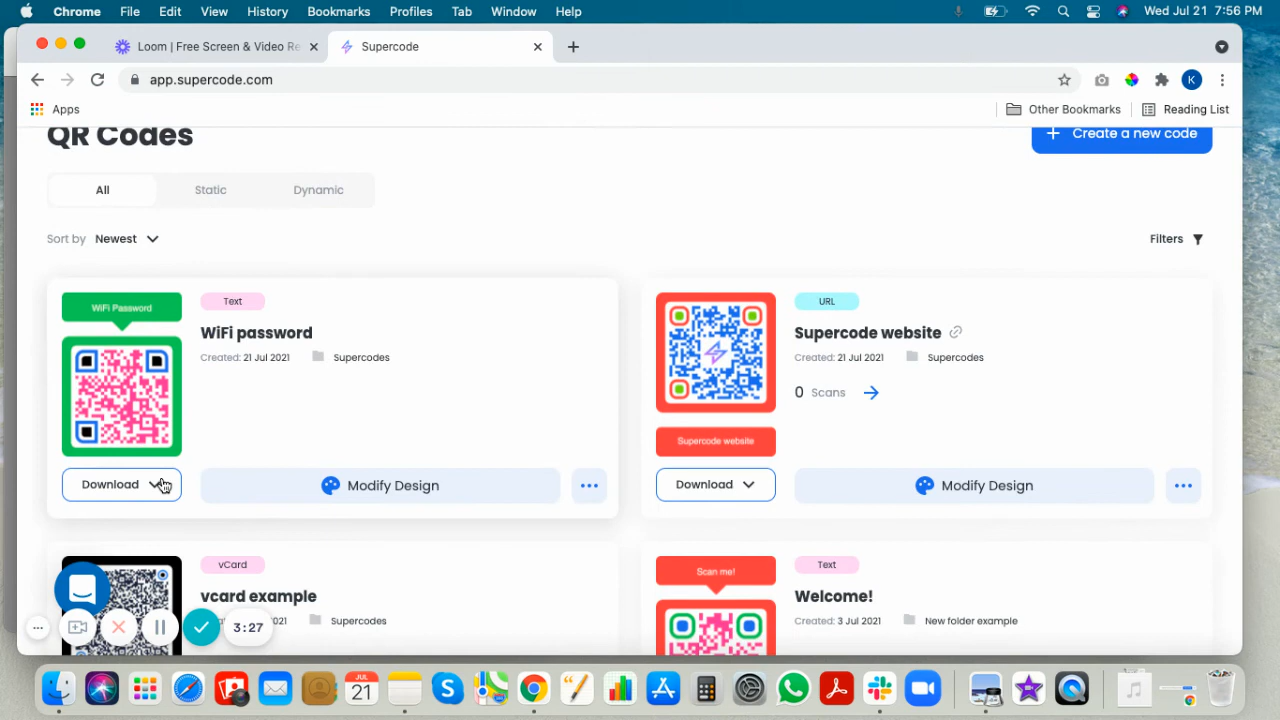 Chrome File Edit View History Bookmarks Profiles Tab Window Help Wed Jul 21 7:56 PM
Loom | Free Screen & Video Re Supercode
app.supercode.com K
Apps Other Bookmarks Reading List
QR Codes + Create a new code
All Static Dynamic
Sort by Newest Filters
WiFi Password Text URL
WiFi password Supercode website
Created: 21 Jul 2021 Supercodes Created: 21 Jul 2021 Supercodes
0 Scans
Supercode website
Download Modify Design ... Download Modify Design ...
vCard Scan me! Text
vcard example Welcome!
2021 Supercodes Created: 3 Jul 2021 New folder example
3:27
JUL
21